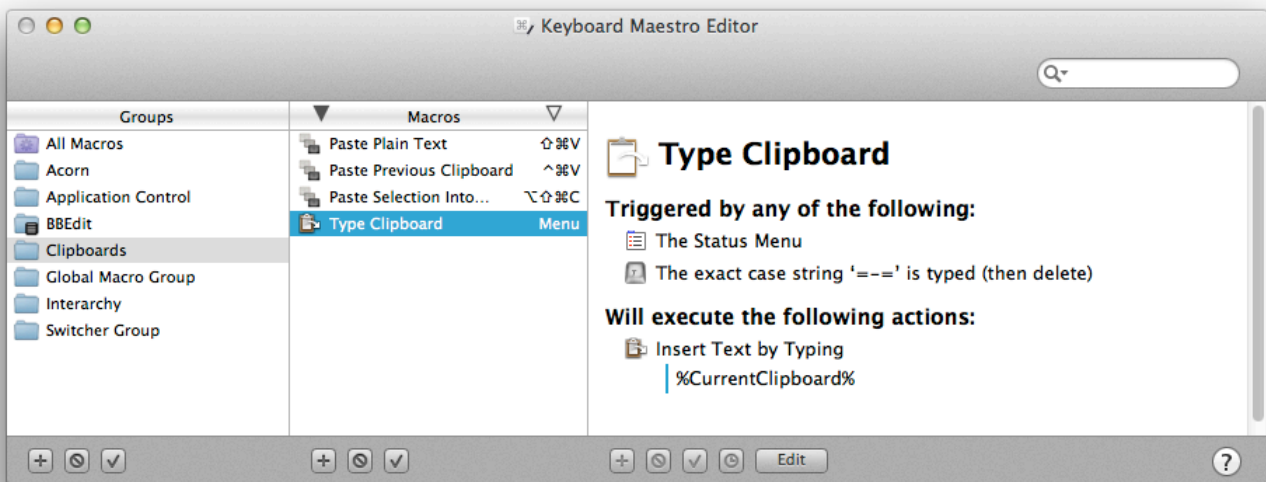 Keyboard Maestro Editor
Groups
All Macros
Acorn
Application Control
BBEdit
Clipboards
Global Macro Group
Interarchy
Switcher Group
Macros
Paste Plain Text ⇧⌘V
Paste Previous Clipboard ^⌘V
Paste Selection Into... ⌥⇧⌘C
Type Clipboard Menu
Type Clipboard
Triggered by any of the following:
The Status Menu
The exact case string ‘=-=’ is typed (then delete)
Will execute the following actions:
Insert Text by Typing
%CurrentClipboard%
Edit
?